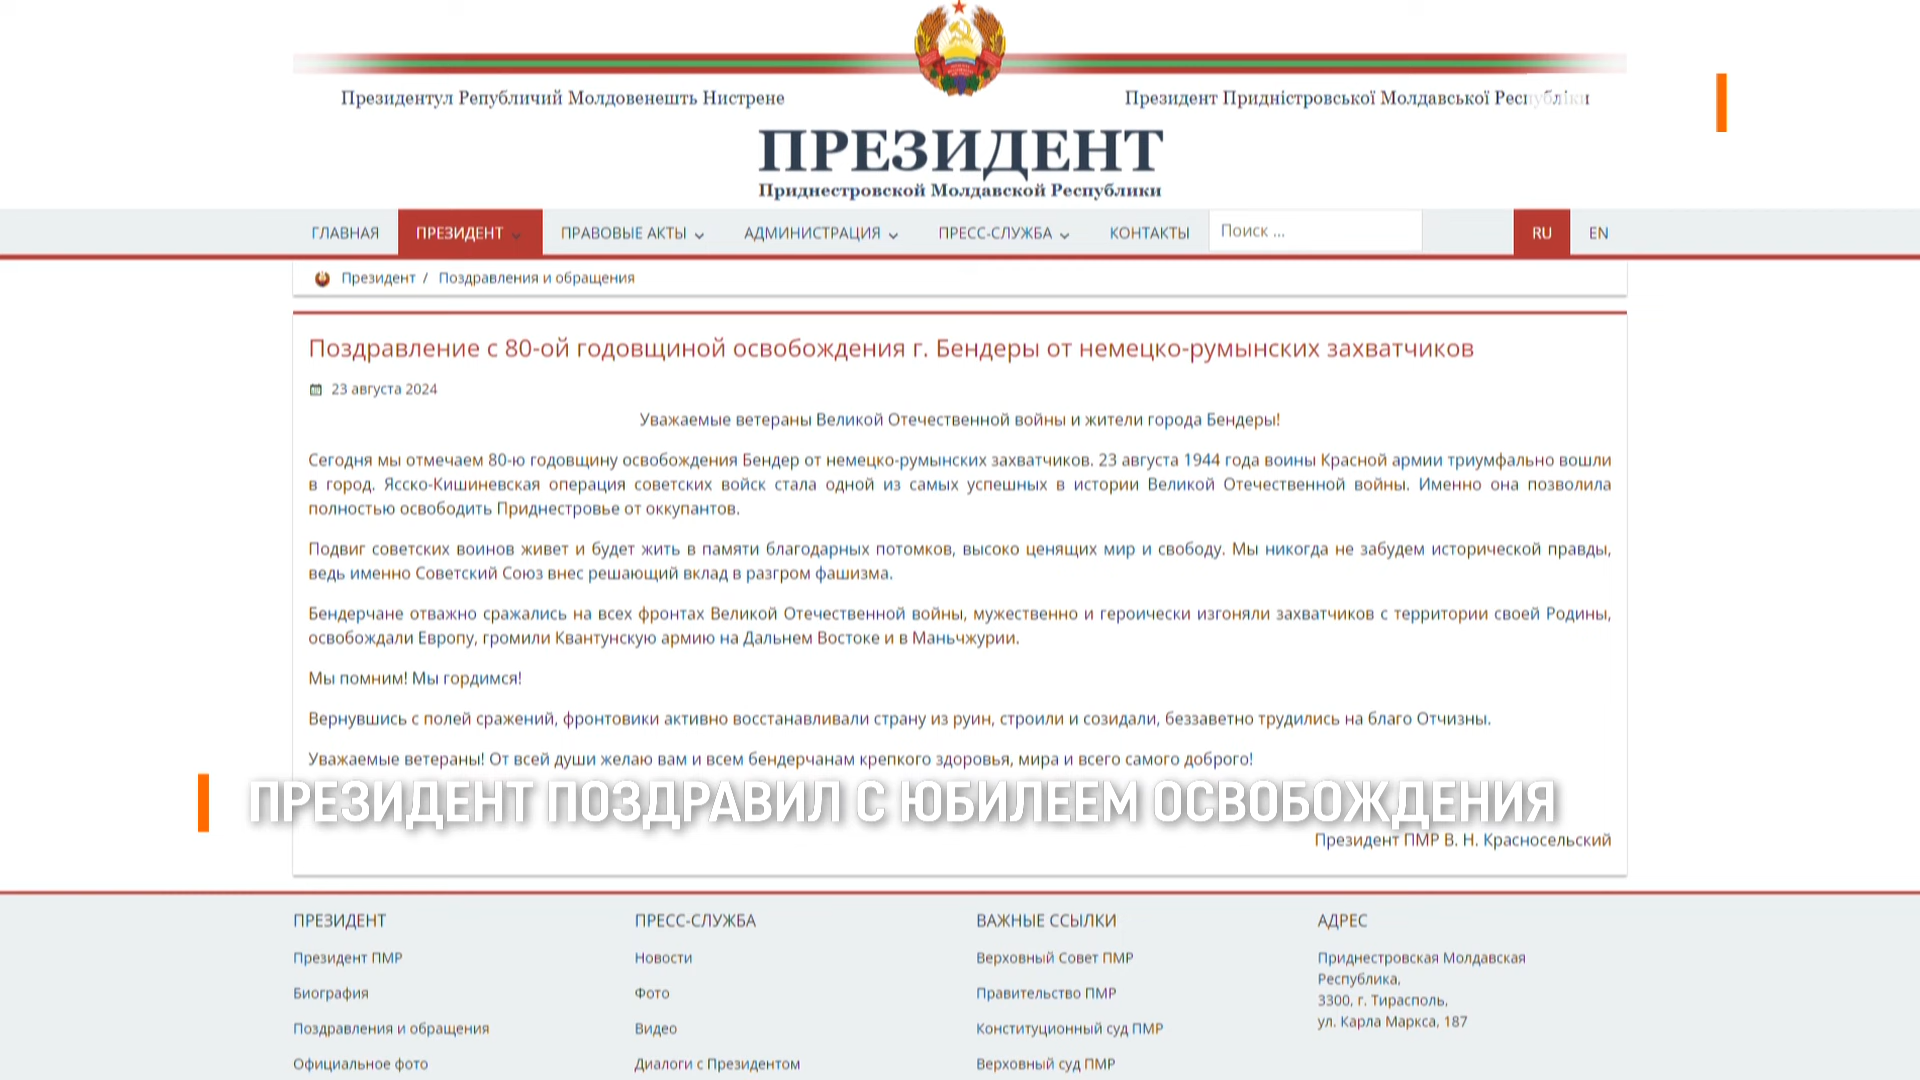 Президентул Републичий Молдовенешть Нистрене
Президент Придністровської Молдавської Республіки
ПРЕЗИДЕНТ
Приднестровской Молдавской Республики
ГЛАВНАЯ ПРЕЗИДЕНТ ПРАВОВЫЕ АКТЫ АДМИНИСТРАЦИЯ ПРЕСС-СЛУЖБА КОНТАКТЫ Поиск ... RU EN
Президент / Поздравления и обращения
Поздравление с 80-ой годовщиной освобождения г. Бендеры от немецко-румынских захватчиков
23 августа 2024
Уважаемые ветераны Великой Отечественной войны и жители города Бендеры!
Сегодня мы отмечаем 80-ю годовщину освобождения Бендер от немецко-румынских захватчиков. 23 августа 1944 года воины Красной армии триумфально вошли
в город. Ясско-Кишиневская операция советских войск стала одной из самых успешных в истории Великой Отечественной войны. Именно она позволила
полностью освободить Приднестровье от оккупантов.
Подвиг советских воинов живет и будет жить в памяти благодарных потомков, высоко ценящих мир и свободу. Мы никогда не забудем исторической правды,
ведь именно Советский Союз внес решающий вклад в разгром фашизма.
Бендерчане отважно сражались на всех фронтах Великой Отечественной войны, мужественно и героически изгоняли захватчиков с территории своей Родины,
освобождали Европу, громили Квантунскую армию на Дальнем Востоке и в Маньчжурии.
Мы помним! Мы гордимся!
Вернувшись с полей сражений, фронтовики активно восстанавливали страну из руин, строили и созидали, беззаветно трудились на благо Отчизны.
Уважаемые ветераны! От всей души желаю вам и всем бендерчанам крепкого здоровья, мира и всего самого доброго!
ПРЕЗИДЕНТ ПОЗДРАВИЛ С ЮБИЛЕЕМ ОСВОБОЖДЕНИЯ
Президент ПМР В. Н. Красносельский
ПРЕЗИДЕНТ
Президент ПМР
Биография
Поздравления и обращения
Официальное фото
ПРЕСС-СЛУЖБА
Новости
Фото
Видео
Диалоги с Президентом
ВАЖНЫЕ ССЫЛКИ
Верховный Совет ПМР
Правительство ПМР
Конституционный суд ПМР
Верховный суд ПМР
АДРЕС
Приднестровская Молдавская
Республика,
3300, г. Тирасполь,
ул. Карла Маркса, 187